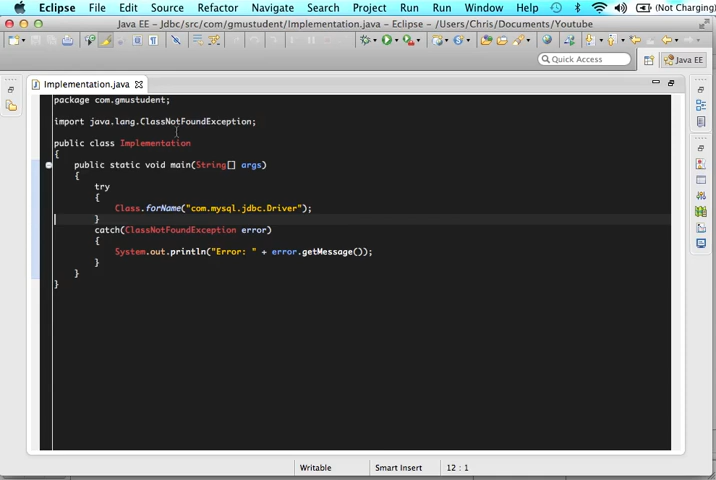 Eclipse File Edit Source Refactor Navigate Search Project Run Run Window Help (Not Charging)
Java EE - Jdbc/src/com/gmustudent/Implementation.java - Eclipse - /Users/Chris/Documents/Youtube
Quick Access
Java EE
Implementation.java
package com.gmustudent;
import java.lang.ClassNotFoundException;
public class Implementation
{
public static void main(String[] args)
{
try
{
Class.forName("com.mysql.jdbc.Driver");
}
catch(ClassNotFoundException error)
{
System.out.println("Error: " + error.getMessage());
}
}
}
Writable Smart Insert 12 : 1